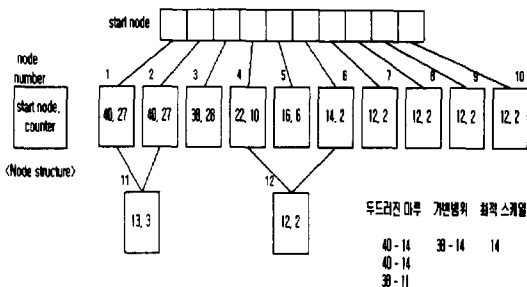 start node
node
number
1 2 3 4 5 6 7 8 9 10
start node,
counter
40, 27 40, 27 38, 28 22, 10 16, 6 14, 2 12, 2 12, 2 12, 2 12, 2
<Node structure>
11 12
13, 3 12, 2
두드러진 마루 가변범위 최적 스케일
40 - 14 38 - 14 14
40 - 14
38 - 11